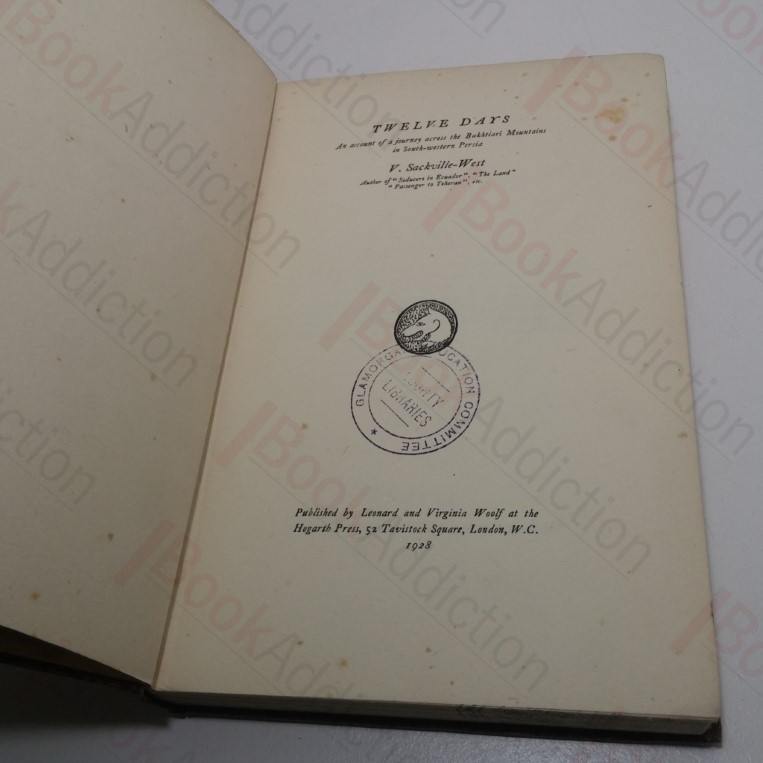 TWELVE DAYS
An account of a journey across the Bakhtiari Mountains
in South-western Persia
V. Sackville-West
Author of "Seducers in Ecuador", "The Land"
"Passenger to Teheran", etc.
GLAMORGAN EDUCATION COMMITTEE
COUNTY
LIBRARIES
Published by Leonard and Virginia Woolf at the
Hogarth Press, 52 Tavistock Square, London, W.C.
1928
BookAddiction